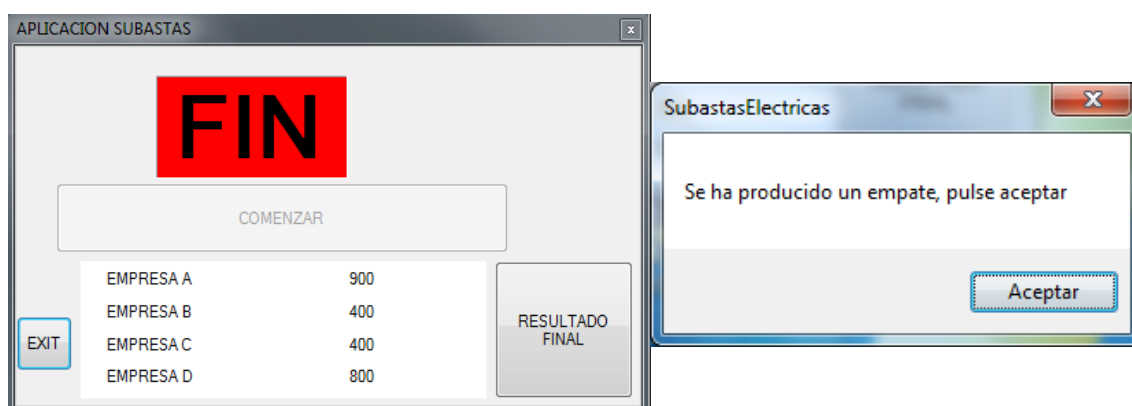 APLICACION SUBASTAS
FIN
COMENZAR
EMPRESA A 900
EMPRESA B 400
EMPRESA C 400
EMPRESA D 800
EXIT
RESULTADO
FINAL
SubastasElectricas
Se ha producido un empate, pulse aceptar
Aceptar